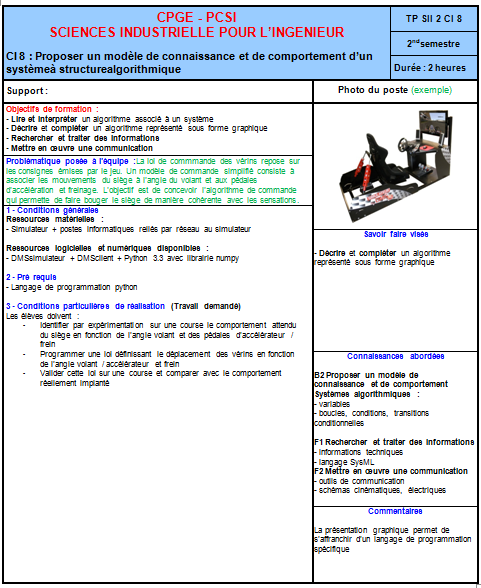 CPGE - PCSI
SCIENCES INDUSTRIELLE POUR L'INGENIEUR
CI 8 : Proposer un modèle de connaissance et de comportement d'un
systèmeà structurealgorithmique
TP SII 2 CI 8
2nd semestre
Durée : 2 heures
Support :
Photo du poste (exemple)
Objectifs de formation :
- Lire et interpréter un algorithme associé à un système
- Décrire et compléter un algorithme représenté sous forme graphique
- Rechercher et traiter des informations
- Mettre en œuvre une communication
Problématique posée à l'équipe : La loi de commmande des vérins repose sur
les consignes émises par le jeu. Un modèle de commande simplifié consiste à
associer les mouvements du siège à l'angle du volant et aux pédales
d'accélération et freinage. L'objectif est de concevoir l'algorithme de commande
qui permette de faire bouger le siège de manière cohérente avec les sensations.
1 - Conditions générales
Ressources matérielles :
- Simulateur + postes informatiques reliés par réseau au simulateur
Ressources logicielles et numériques disponibles :
- DMSsimulateur + DMSclient + Python 3.3 avec librairie numpy
2 - Pré requis
- Langage de programmation python
3 - Conditions particulières de réalisation (Travail demandé)
Les élèves doivent :
- Identifier par expérimentation sur une course le comportement attendu
du siège en fonction de l'angle volant et des pédales d'accélérateur /
frein
- Programmer une loi définissant le déplacement des vérins en fonction
de l'angle volant / accélérateur et frein
- Valider cette loi sur une course et comparer avec le comportement
réellement implanté
Savoir faire visés
- Décrire et compléter un algorithme
représenté sous forme graphique
Connaissances abordées
B2 Proposer un modèle de
connaissance et de comportement
Systèmes algorithmiques :
- variables
- boucles, conditions, transitions
conditionnelles
F1 Rechercher et traiter des informations
- informations techniques
- langage SysML
F2 Mettre en œuvre une communication
- outils de communication
- schémas cinématiques, électriques
Commentaires
La présentation graphique permet de
s'affranchir d'un langage de programmation
spécifique